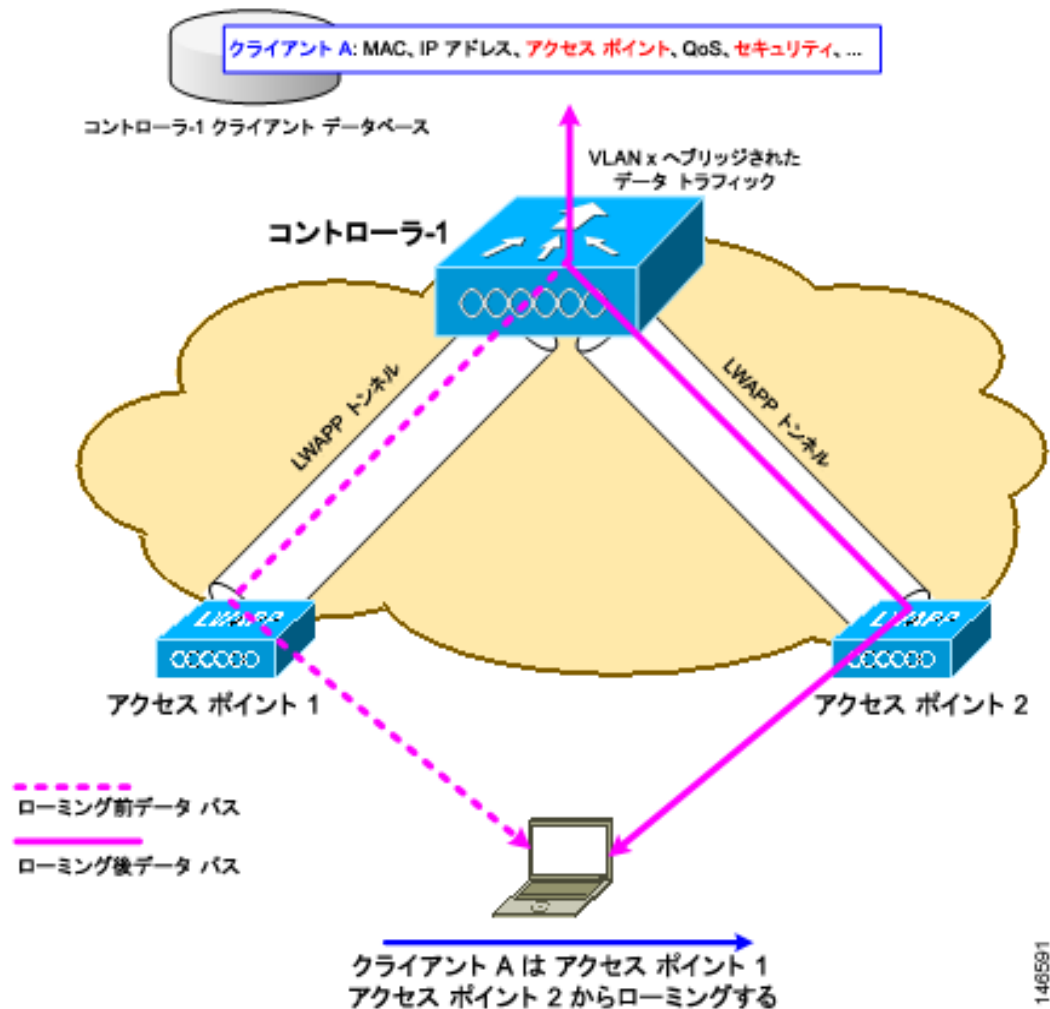 クライアント A: MAC、IP アドレス、アクセス ポイント、QoS、セキュリティ、...
コントローラ-1 クライアント データベース
VLAN x へブリッジされた
データ トラフィック
コントローラ-1
LWAPP トンネル
LWAPP トンネル
LWAPP
LWAPP
アクセス ポイント 1
アクセス ポイント 2
ローミング前データ パス
ローミング後データ パス
クライアント A は アクセス ポイント 1
アクセス ポイント 2 からローミングする
146591